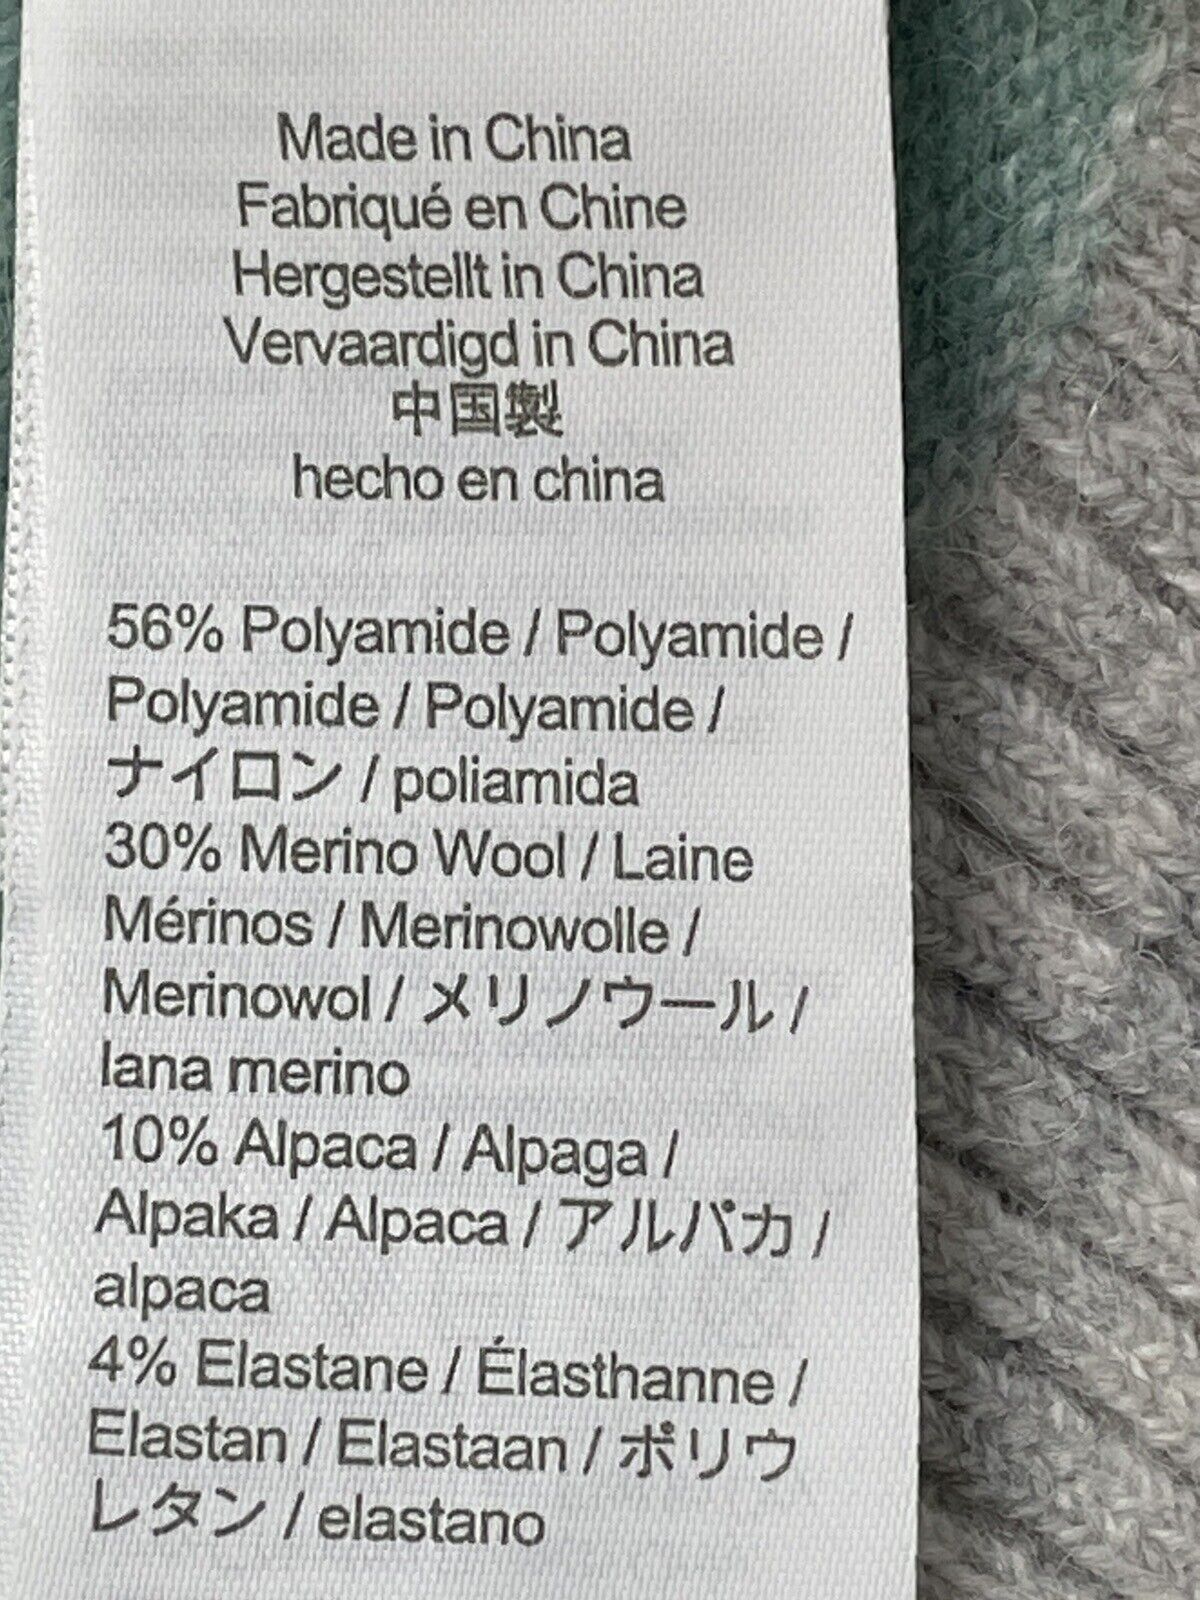 Made in China
Fabriqué en Chine
Hergestellt in China
Vervaardigd in China
中国製
hecho en china
56% Polyamide / Polyamide /
Polyamide / Polyamide /
ナイロン / poliamida
30% Merino Wool / Laine
Mérinos / Merinowolle /
Merinowol / メリノウール /
lana merino
10% Alpaca / Alpaga /
Alpaka / Alpaca / アルパカ /
alpaca
4% Elastane / Élasthanne /
Elastan / Elastaan / ポリウ
レタン / elastano